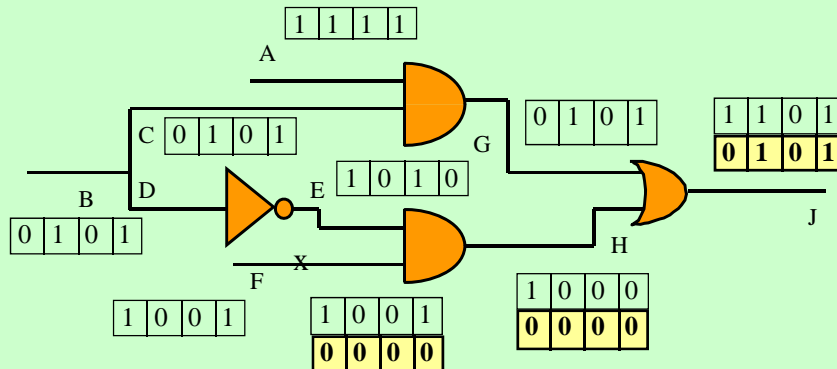 1 1 1 1
A
1 1 0 1
0 1 0 1
0 1 0 1
C
0 1 0 1
G
1 0 1 0
E
B
D
J
0 1 0 1
H
X
F
1 0 0 0
0 0 0 0
1 0 0 1
1 0 0 1
0 0 0 0